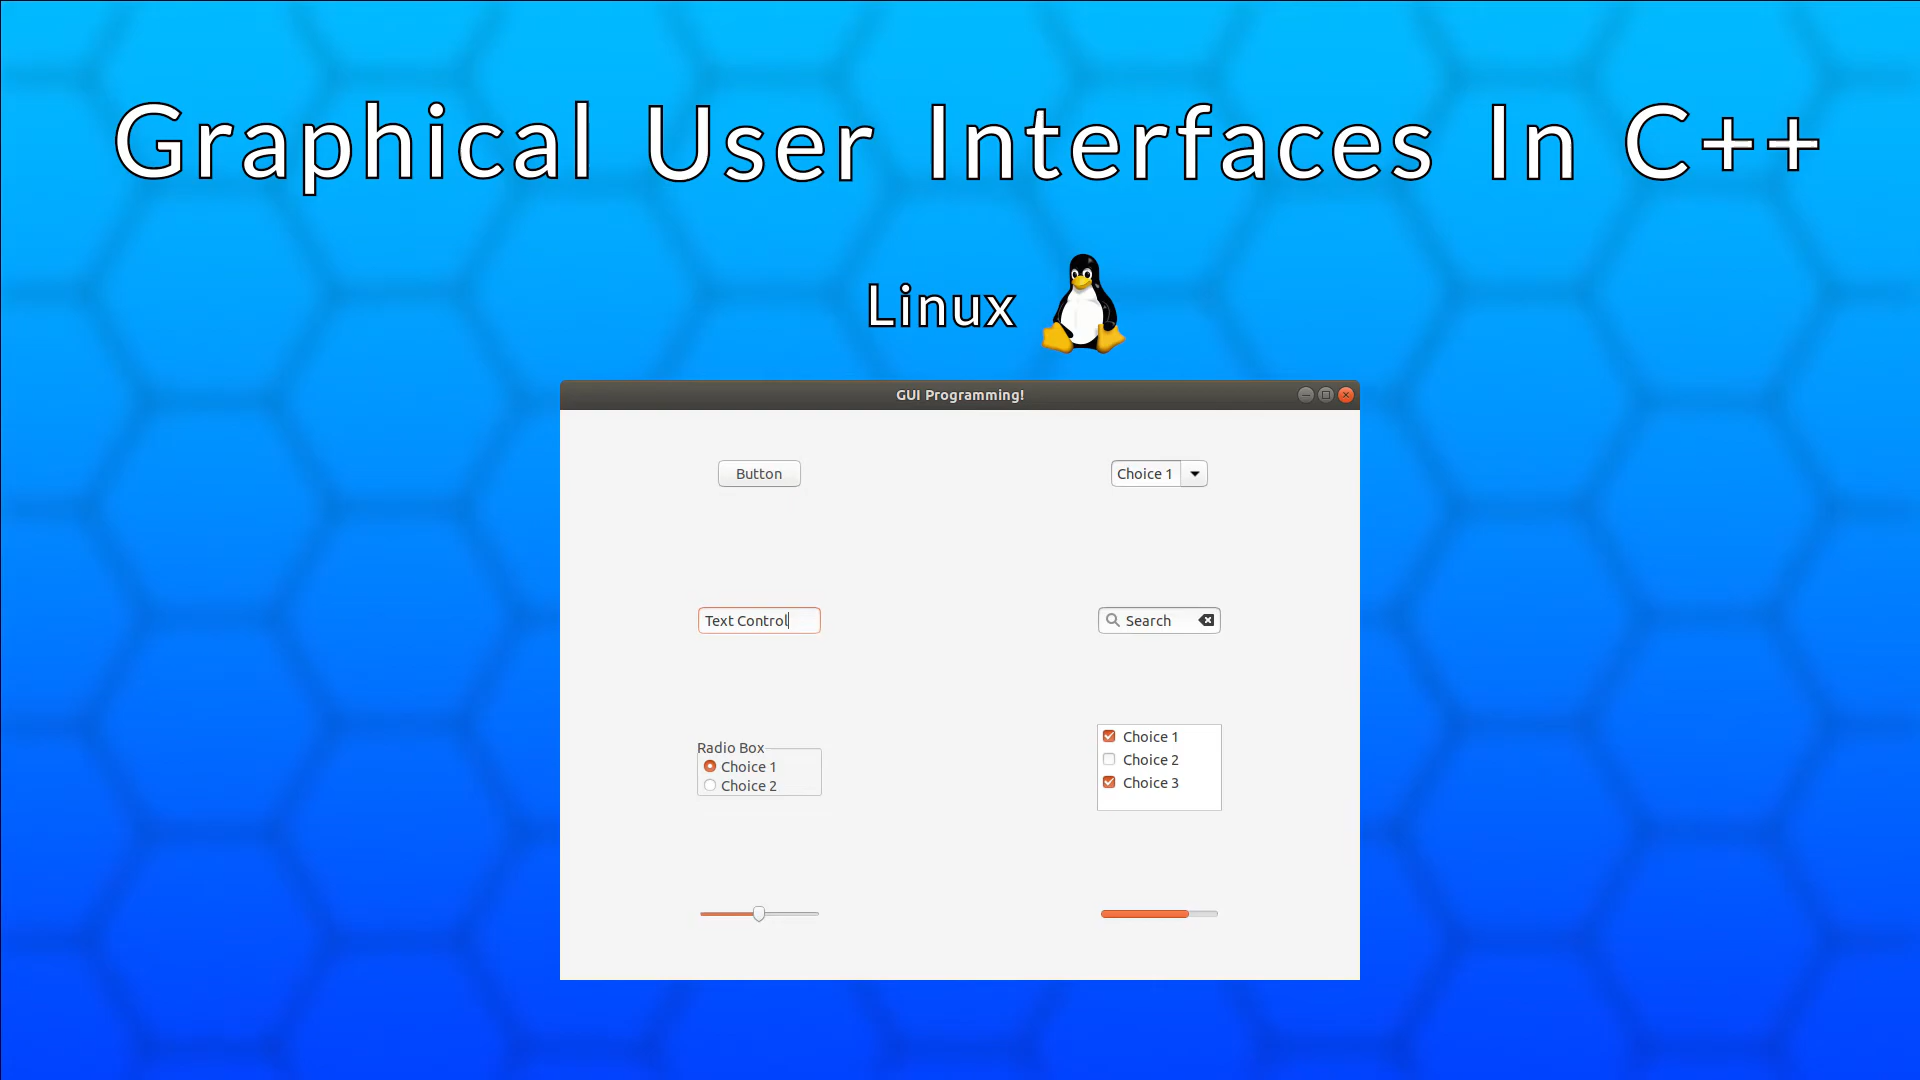 Graphical User Interfaces In C++
Linux
GUI Programming!
Button
Choice 1
Text Control
Search
Radio Box
Choice 1
Choice 2
Choice 1
Choice 2
Choice 3